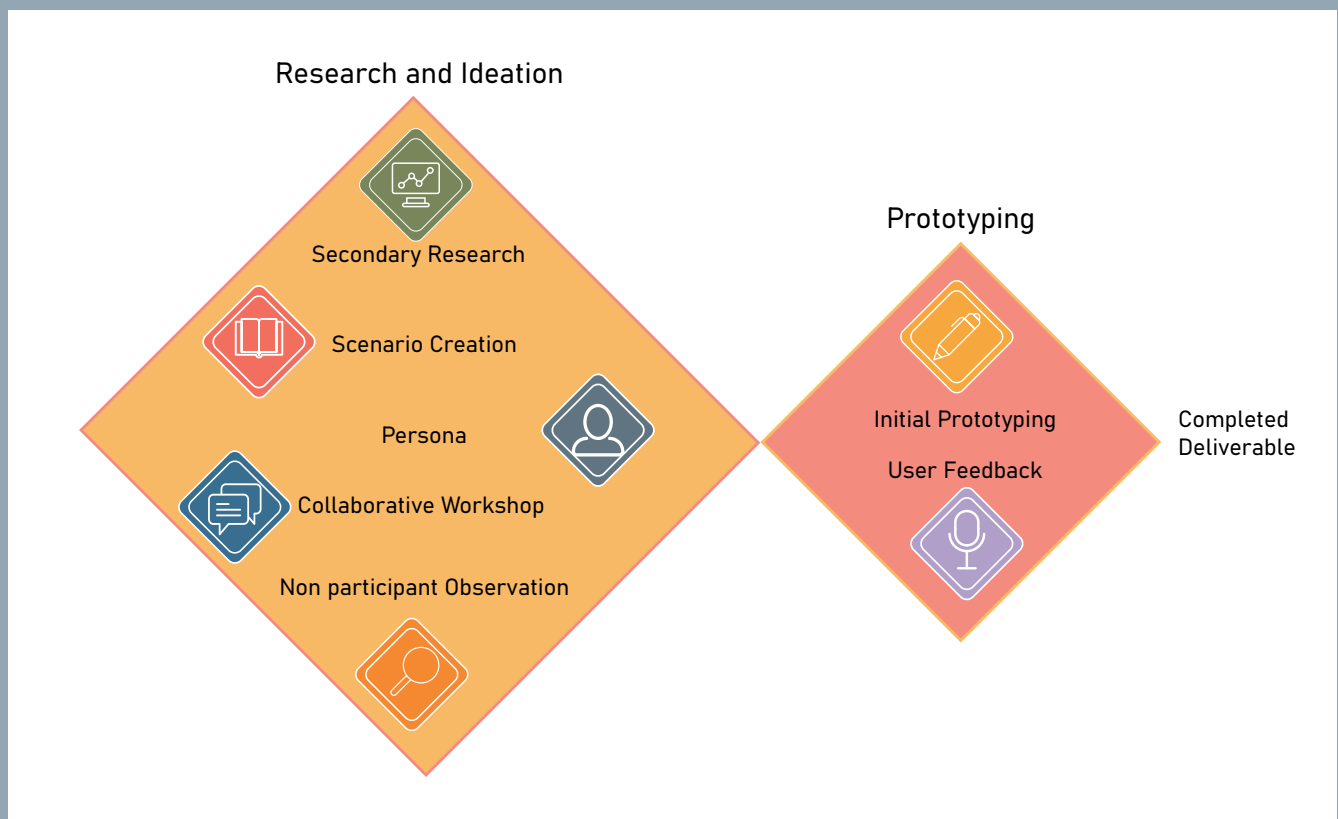 Research and Ideation
Secondary Research
Scenario Creation
Persona
Collaborative Workshop
Non participant Observation
Prototyping
Initial Prototyping
User Feedback
Completed
Deliverable